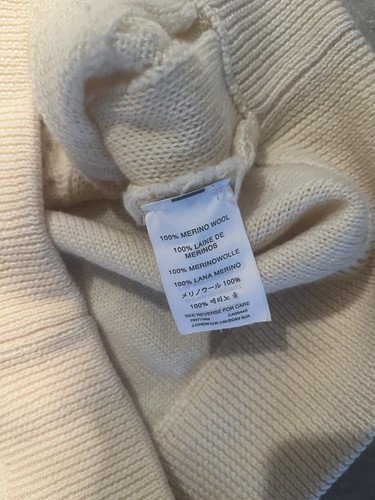 100% MERINO WOOL
100% LAINE DE
MERINOS
100% MERINOWOLLE
100% LANA MERINO
メリノウール 100%
100% 메리노 울
SEE REVERSE FOR CARE